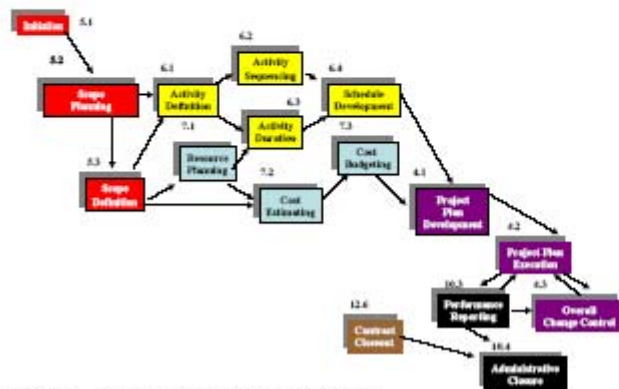 5.1
Initiation
5.2
Scope
Planning
6.1
Activity
Definition
6.2
Activity
Sequencing
6.3
Activity
Duration
6.4
Schedule
Development
5.3
Scope
Definition
7.1
Resource
Planning
7.2
Cost
Estimating
7.3
Cost
Budgeting
4.1
Project
Plan
Development
4.2
Project Plan
Execution
10.3
Performance
Reporting
4.3
Overall
Change Control
12.6
Contract
Closeout
10.4
Administrative
Closure